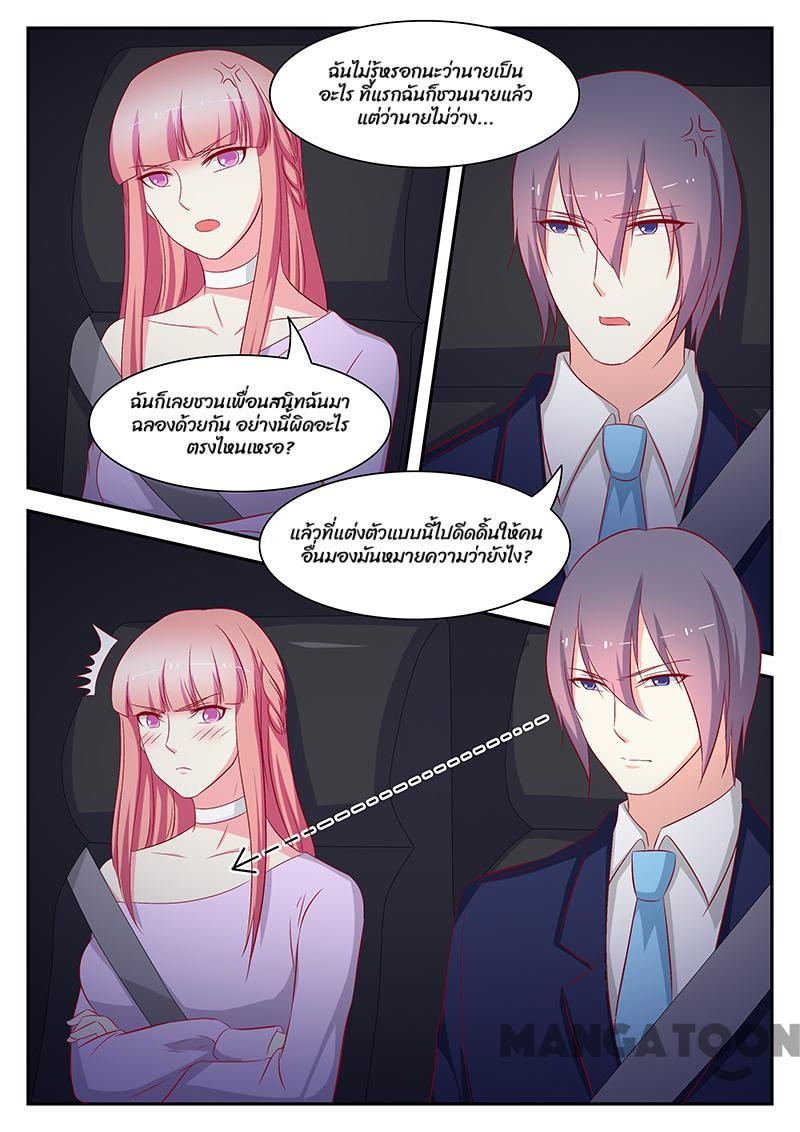 ฉันไม่รู้หรอกนะว่านายเป็น
อะไร ทีแรกฉันก็ชวนนายแล้ว
แต่ว่านายไม่ว่าง...
ฉันก็เลยชวนเพื่อนสนิทฉันมา
ฉลองด้วยกัน อย่างนี้ผิดอะไร
ตรงไหนเหรอ?
แล้วที่แต่งตัวแบบนี้ไปดีดดิ้นให้คน
อื่นมองมันหมายความว่ายังไง?
MANGATOON